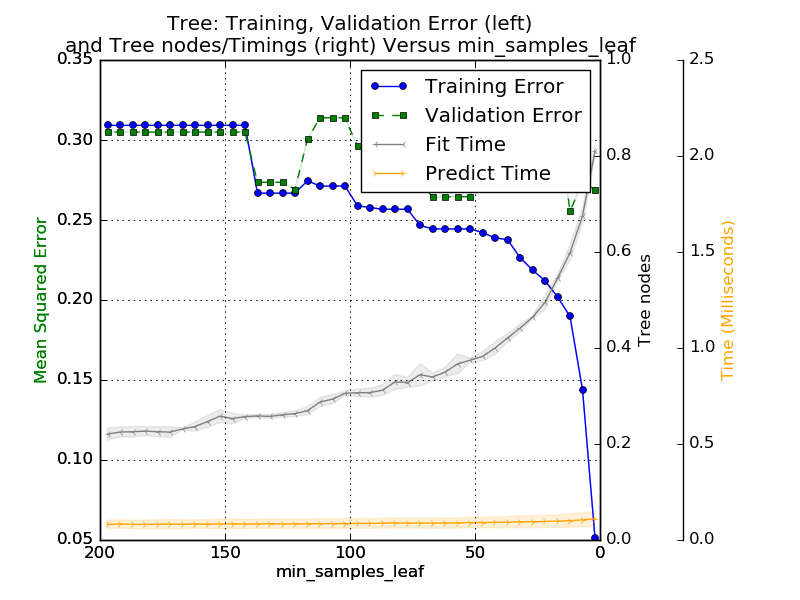 Tree: Training, Validation Error (left)
and Tree nodes/Timings (right) Versus min_samples_leaf
Training Error
Validation Error
Fit Time
Predict Time
0.35
0.30
0.25
0.20
0.15
0.10
0.05
Mean Squared Error
200
150
100
50
0
min_samples_leaf
1.0
0.8
0.6
0.4
0.2
0.0
Tree nodes
2.5
2.0
1.5
1.0
0.5
0.0
Time (Milliseconds)